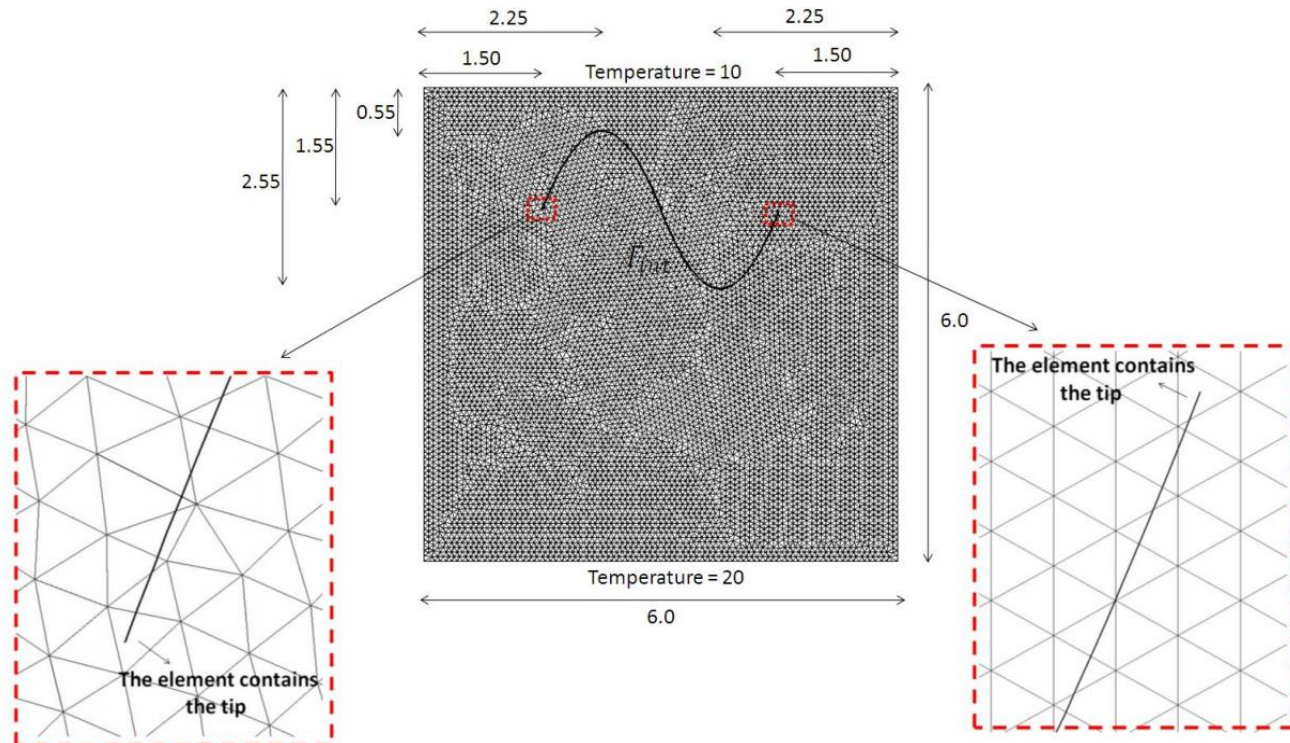 2.25
2.25
1.50
1.50
Temperature = 10
0.55
1.55
2.55
Γint
6.0
The element contains
the tip
Temperature = 20
6.0
The element contains
the tip